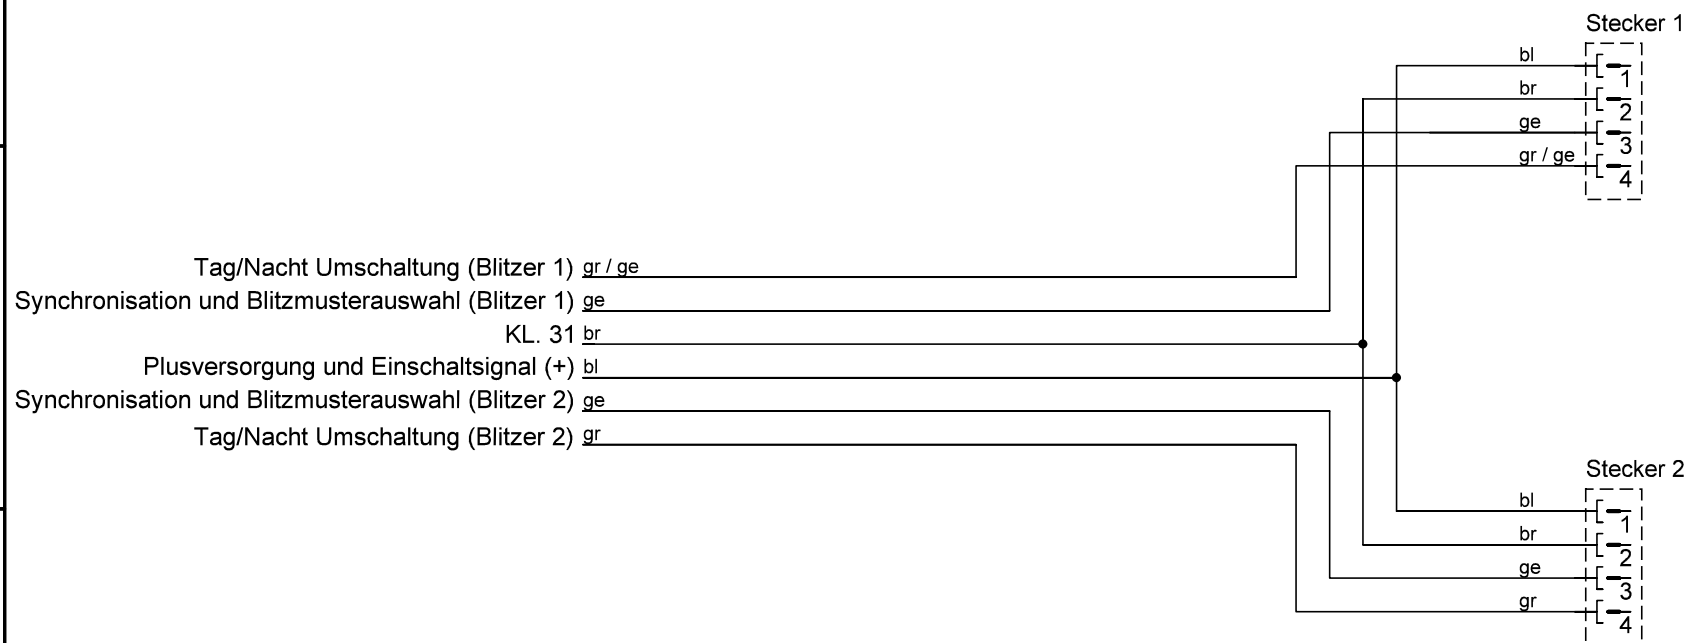 Stecker 1
bl
1
br
2
ge
3
gr / ge
4
Tag/Nacht Umschaltung (Blitzer 1) gr / ge
Synchronisation und Blitzmusterauswahl (Blitzer 1) ge
KL. 31 br
Plusversorgung und Einschaltsignal (+) bl
Synchronisation und Blitzmusterauswahl (Blitzer 2) ge
Tag/Nacht Umschaltung (Blitzer 2) gr
Stecker 2
bl
1
br
2
ge
3
gr
4